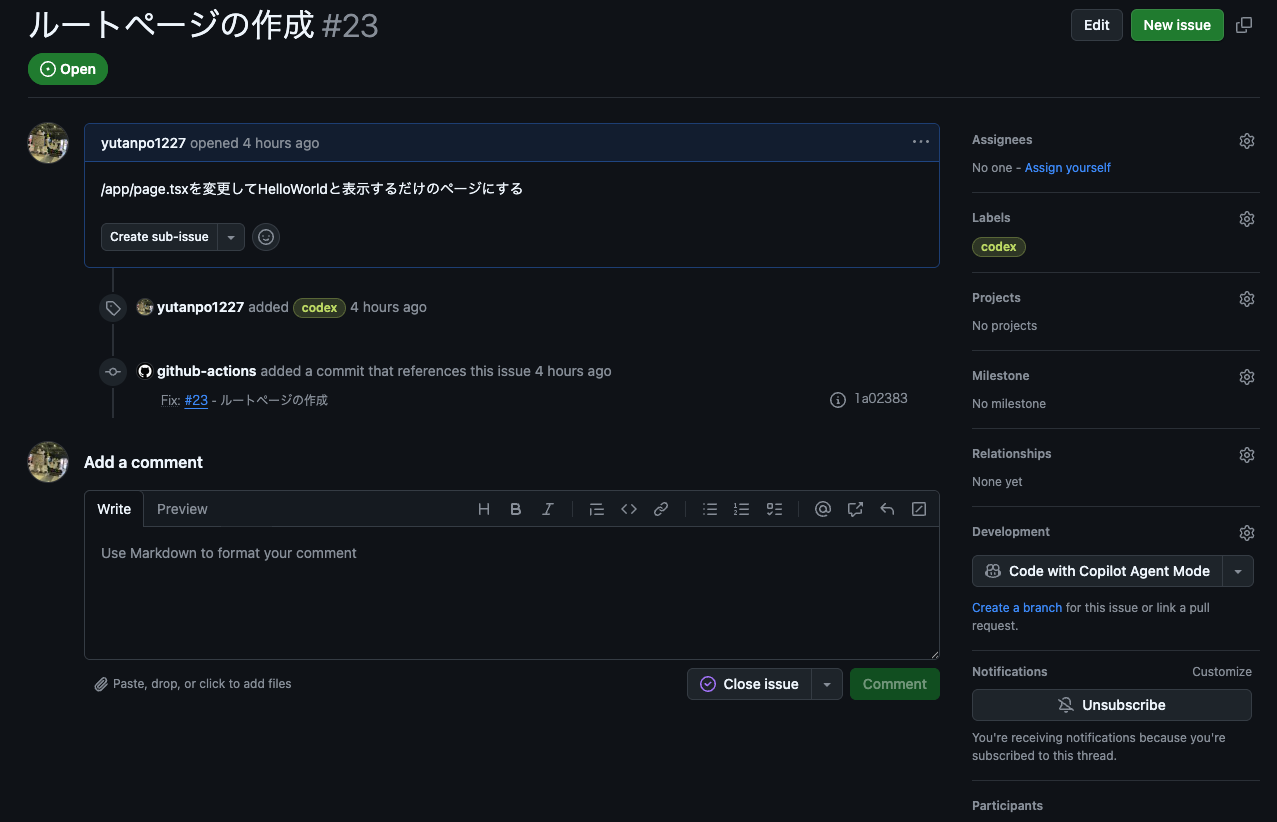 ルートページの作成 #23
Edit
New issue
Open
yutanpo1227 opened 4 hours ago
/app/page.tsxを変更してHelloWorldと表示するだけのページにする
Create sub-issue
yutanpo1227 added codex 4 hours ago
github-actions added a commit that references this issue 4 hours ago
Fix: #23 - ルートページの作成
1a02383
Add a comment
Write
Preview
Use Markdown to format your comment
Paste, drop, or click to add files
Close issue
Comment
Assignees
No one - Assign yourself
Labels
codex
Projects
No projects
Milestone
No milestone
Relationships
None yet
Development
Code with Copilot Agent Mode
Create a branch for this issue or link a pull
request.
Notifications
Customize
Unsubscribe
You're receiving notifications because you're
subscribed to this thread.
Participants